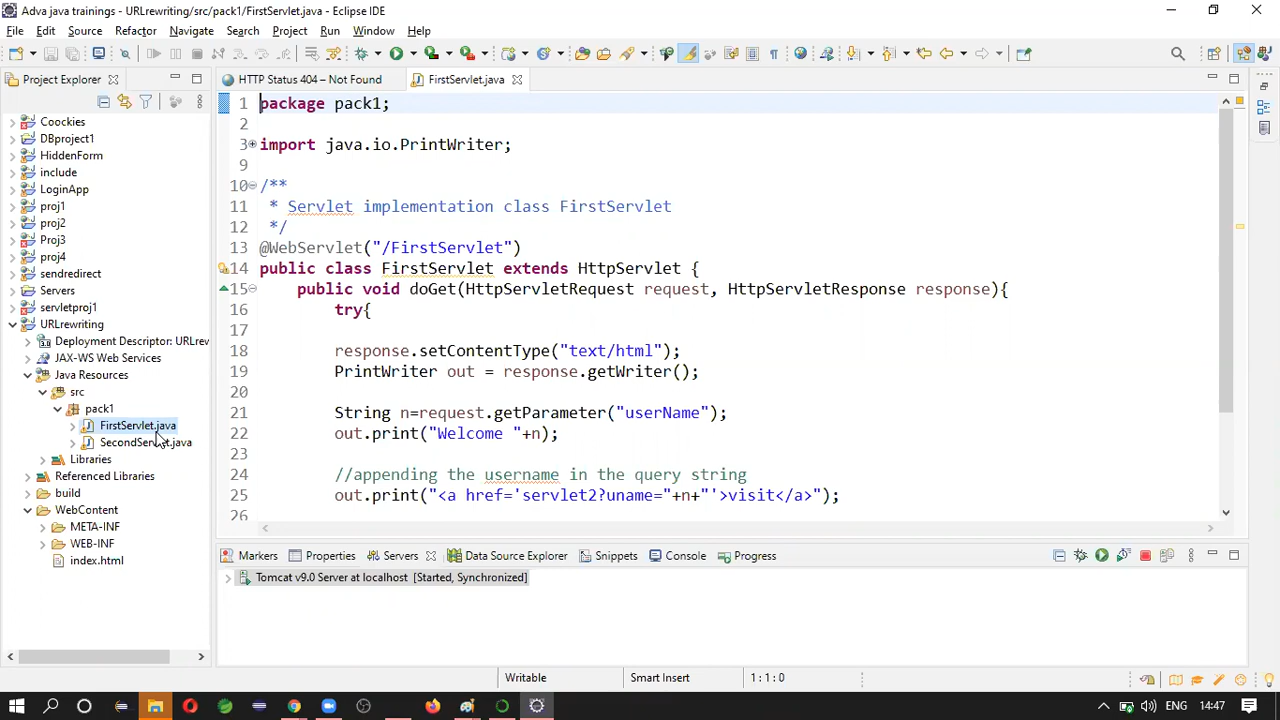 Adva java trainings - URLrewriting/src/pack1/FirstServlet.java - Eclipse IDE
File Edit Source Refactor Navigate Search Project Run Window Help
Project Explorer
HTTP Status 404 – Not Found
FirstServlet.java
Coockies
DBproject1
HiddenForm
include
LoginApp
proj1
proj2
Proj3
proj4
sendredirect
Servers
servletproj1
URLrewriting
Deployment Descriptor: URLrew
JAX-WS Web Services
Java Resources
src
pack1
FirstServlet.java
SecondServlet.java
Libraries
Referenced Libraries
build
WebContent
META-INF
WEB-INF
index.html
1 package pack1;
2
3 import java.io.PrintWriter;
9
10 /**
11 * Servlet implementation class FirstServlet
12 */
13 @WebServlet("/FirstServlet")
14 public class FirstServlet extends HttpServlet {
15 public void doGet(HttpServletRequest request, HttpServletResponse response){
16 try{
17
18 response.setContentType("text/html");
19 PrintWriter out = response.getWriter();
20
21 String n=request.getParameter("userName");
22 out.print("Welcome "+n);
23
24 //appending the username in the query string
25 out.print("<a href='servlet2?uname="+n+"'>visit</a>");
26
Markers Properties Servers Data Source Explorer Snippets Console Progress
Tomcat v9.0 Server at localhost [Started, Synchronized]
Writable Smart Insert 1 : 1 : 0
ENG 14:47